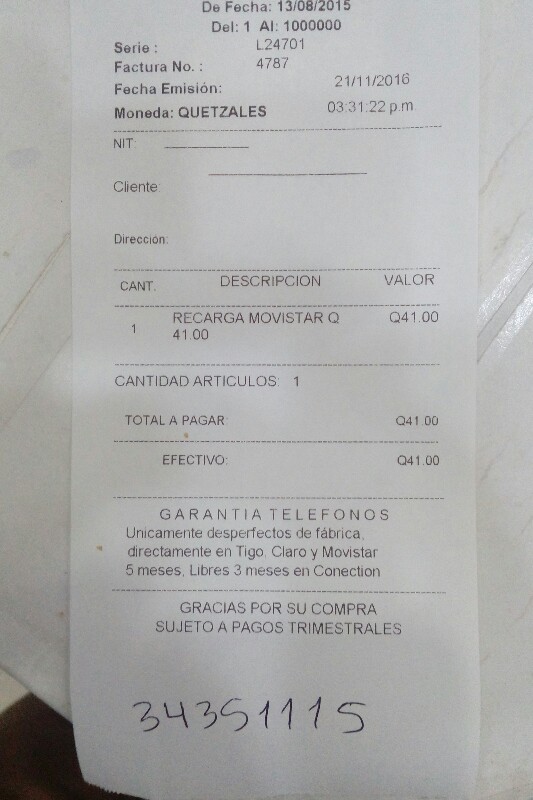 De Fecha: 13/08/2015
Del: 1 Al: 1000000
Serie : L24701
Factura No. : 4787
Fecha Emisión: 21/11/2016
Moneda: QUETZALES 03:31:22 p.m.
NIT:
Cliente:
Dirección:
CANT. DESCRIPCION VALOR
1 RECARGA MOVISTAR Q Q41.00
41.00
CANTIDAD ARTICULOS: 1
TOTAL A PAGAR: Q41.00
EFECTIVO: Q41.00
GARANTIA TELEFONOS
Unicamente desperfectos de fábrica,
directamente en Tigo, Claro y Movistar
5 meses, Libres 3 meses en Conection
GRACIAS POR SU COMPRA
SUJETO A PAGOS TRIMESTRALES
34351115